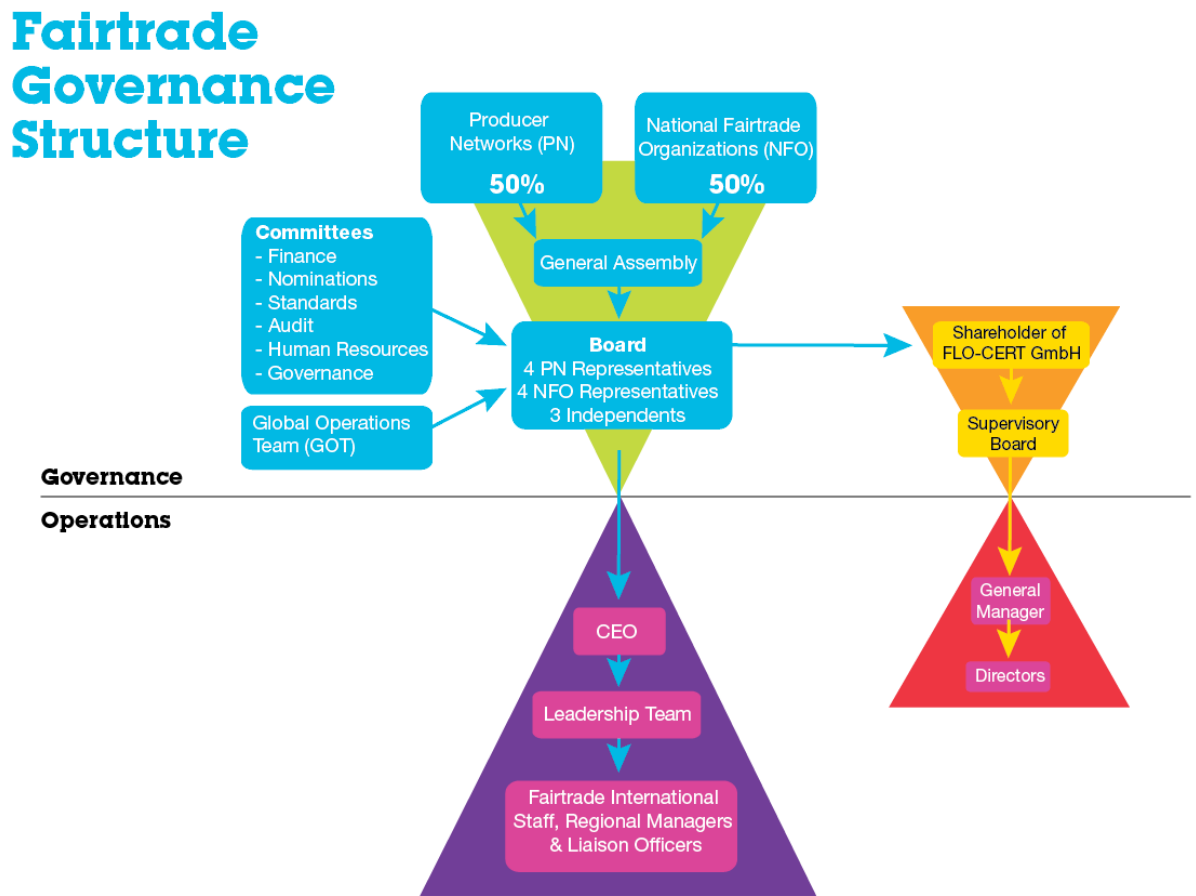 Fairtrade
Governance
Structure
Producer
Networks (PN)
50%
National Fairtrade
Organizations (NFO)
50%
Committees
- Finance
- Nominations
- Standards
- Audit
- Human Resources
- Governance
General Assembly
Board
4 PN Representatives
4 NFO Representatives
3 Independents
Shareholder of
FLO-CERT GmbH
Global Operations
Team (GOT)
Supervisory
Board
Governance
Operations
CEO
General
Manager
Leadership Team
Directors
Fairtrade International
Staff, Regional Managers
& Liaison Officers